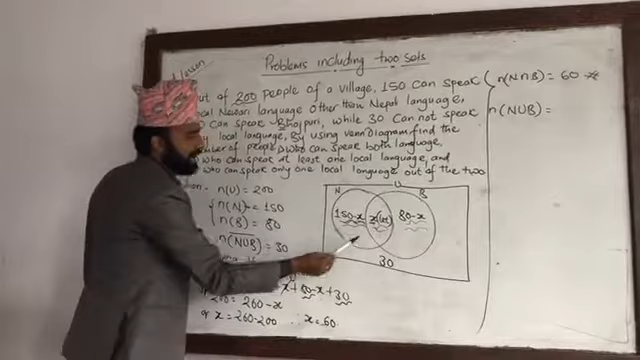 lesson
Problems including two sets
out of 200 people of a village, 150 can speak
local Newari language other than Nepali language,
can speak Bhojpuri, while 30 can not speak
local language. By using venn diagram, find the
number of people who can speak both language,
who can speak at least one local language, and
who can speak only one local language out of the two
n(U) = 200
n(N) = 150
n(B) = 80
n(N∪B) = 30
U
N B
150-x x(let) 80-x
30
x+80-x+30
or 200 = 260-x
or x = 260-200 ∴ x = 60.
n(N∩B) = 60
n(N∪B) =